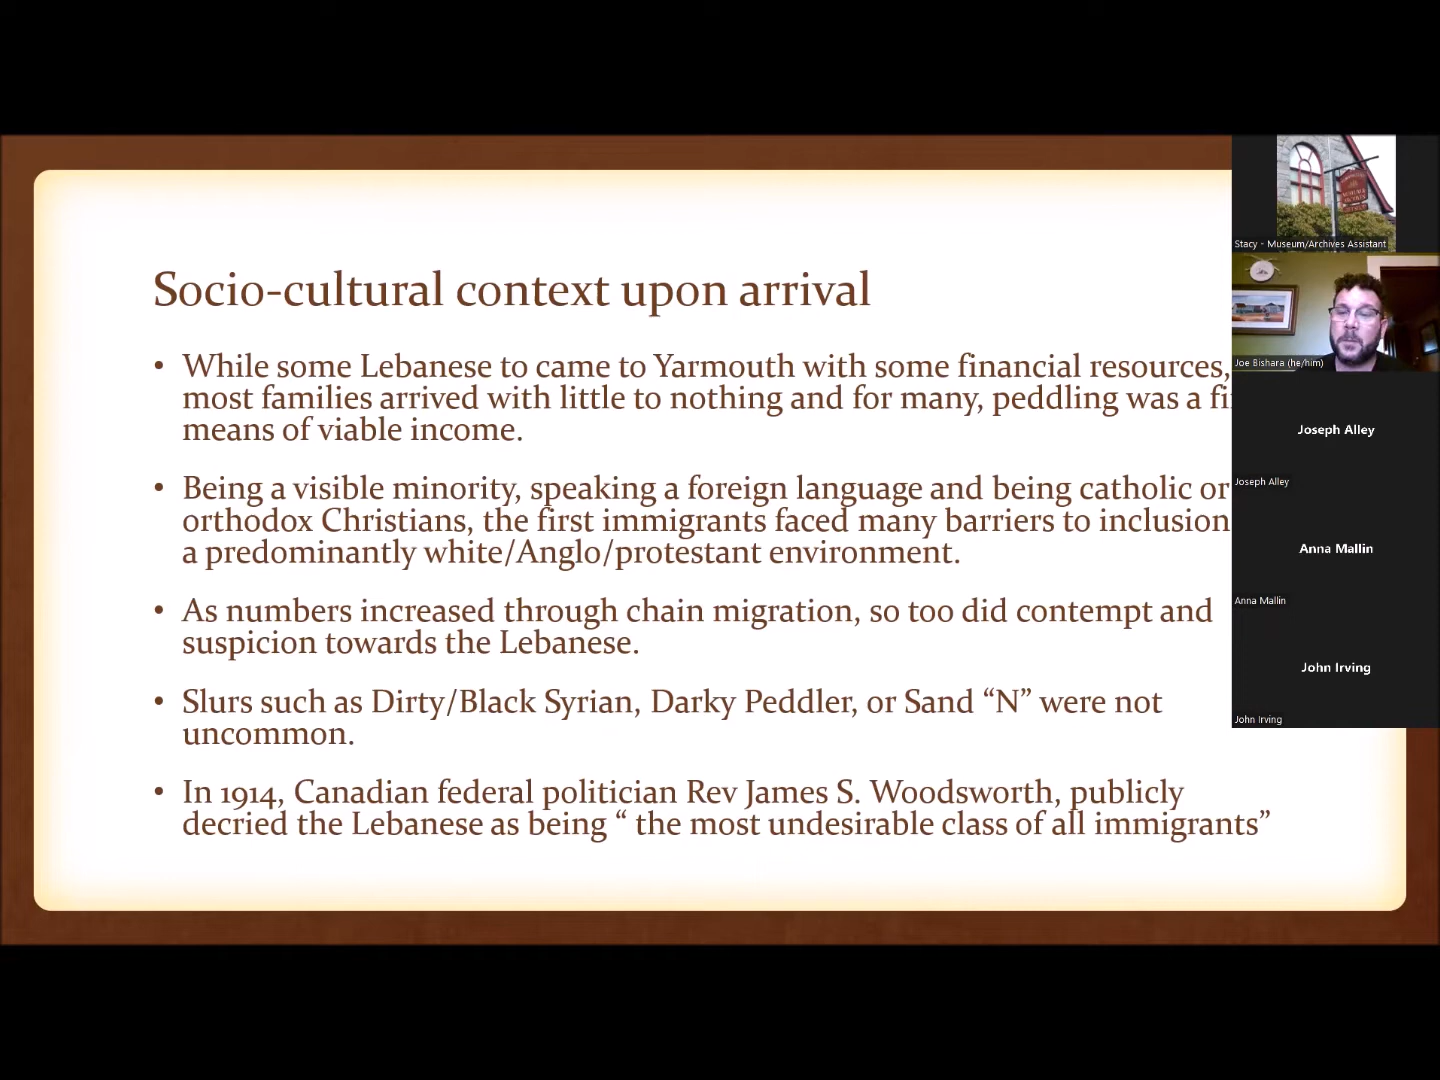 Socio-cultural context upon arrival
• While some Lebanese to came to Yarmouth with some financial resources,
most families arrived with little to nothing and for many, peddling was a
means of viable income.
• Being a visible minority, speaking a foreign language and being catholic or
orthodox Christians, the first immigrants faced many barriers to inclusion
a predominantly white/Anglo/protestant environment.
• As numbers increased through chain migration, so too did contempt and
suspicion towards the Lebanese.
• Slurs such as Dirty/Black Syrian, Darky Peddler, or Sand “N” were not
uncommon.
• In 1914, Canadian federal politician Rev James S. Woodsworth, publicly
decried the Lebanese as being “ the most undesirable class of all immigrants”
Stacy - Museum/Archives Assistant
Joe Bishara (he/him)
Joseph Alley
Joseph Alley
Anna Mallin
Anna Mallin
John Irving
John Irving